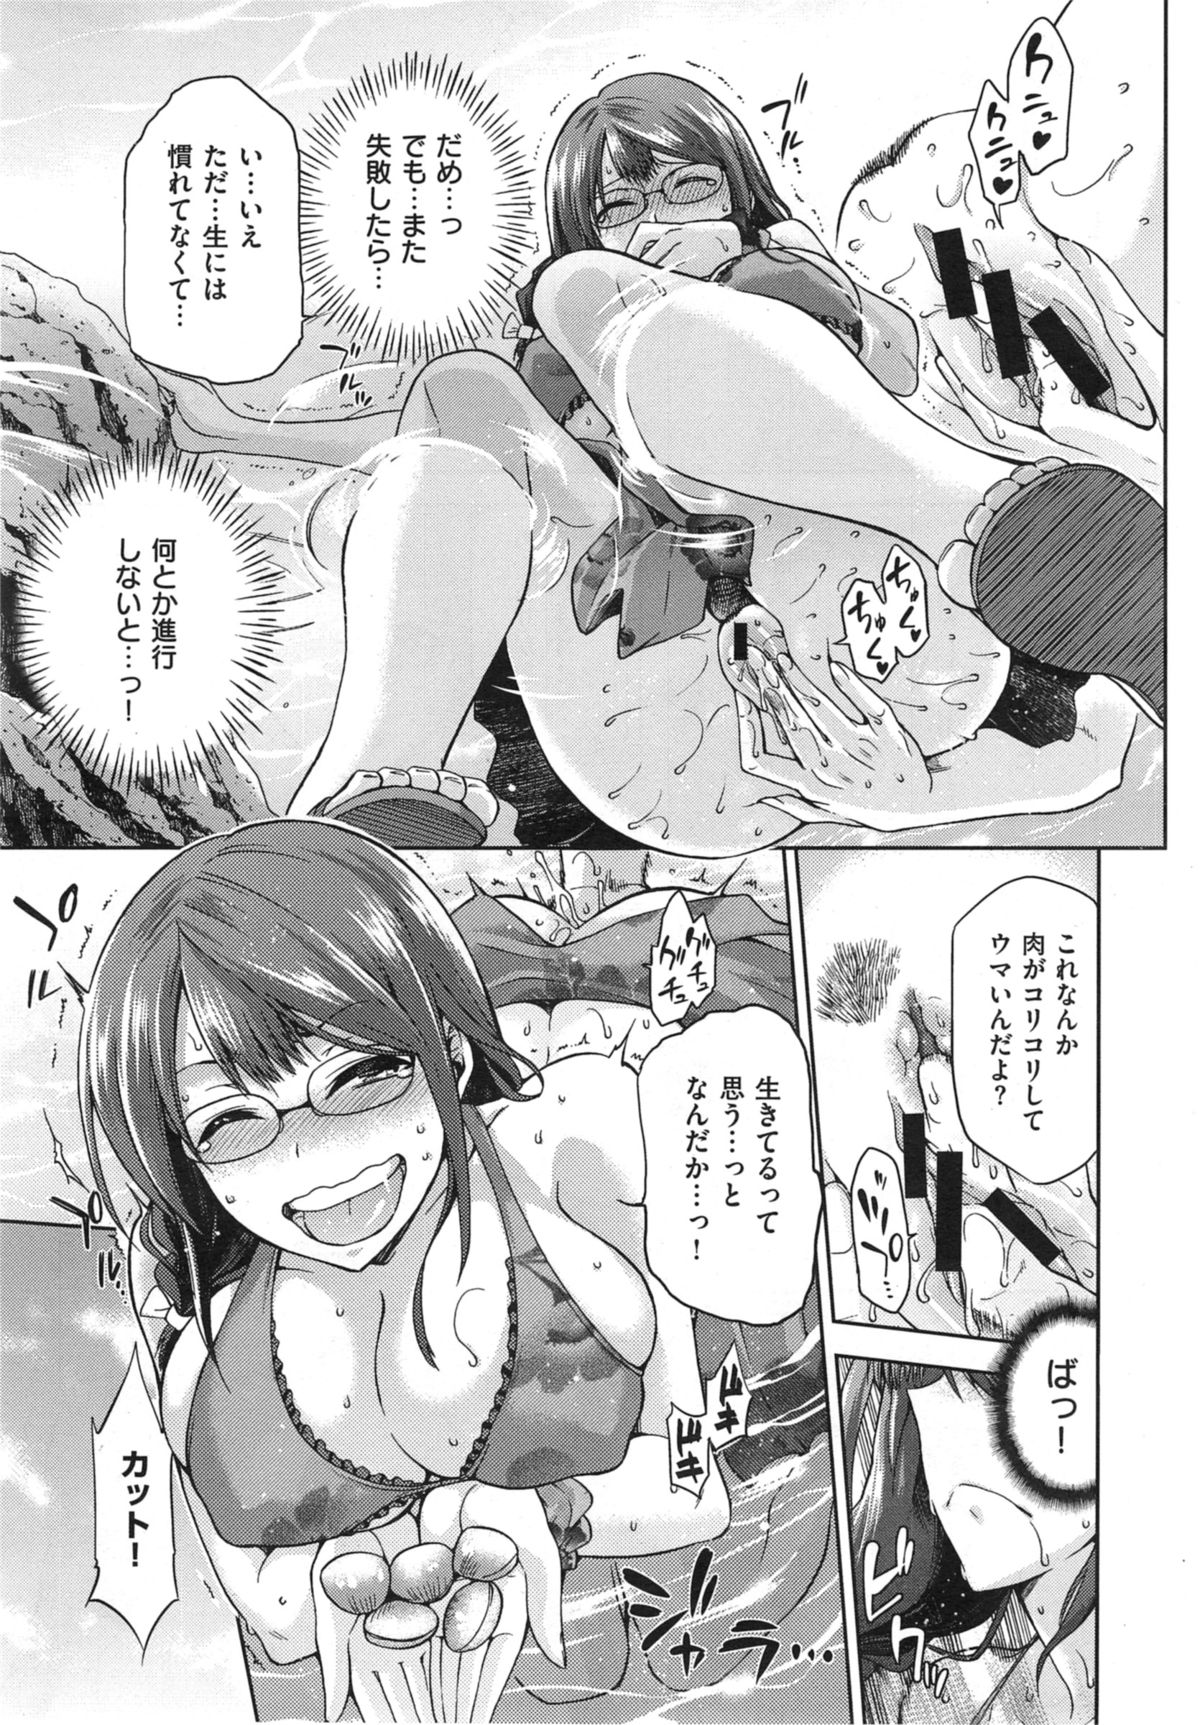 クニュ♥
クニュ♥
だめ…っ
でも…また
失敗したら…
い…いえ
ただ…生には
慣れてなくて…
ちゅく♥
ちゅく♥
何とか進行
しないと…っ！
これなんか
肉がコリコリして
ウマいんだよ？
ばっ！
ビク
グチュ
グチュ
生きてるって
思う…っと
なんだか…っ！
ドキ
ドキ
ジャラ…
カット！